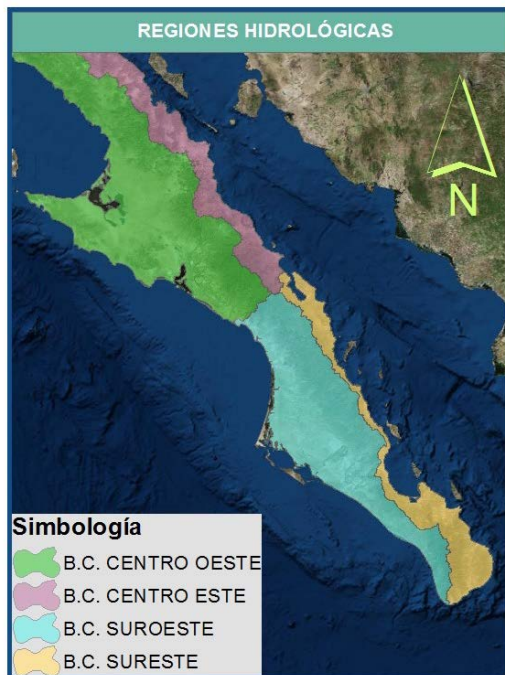 REGIONES HIDROLÓGICAS
N
Simbología
B.C. CENTRO OESTE
B.C. CENTRO ESTE
B.C. SUROESTE
B.C. SURESTE